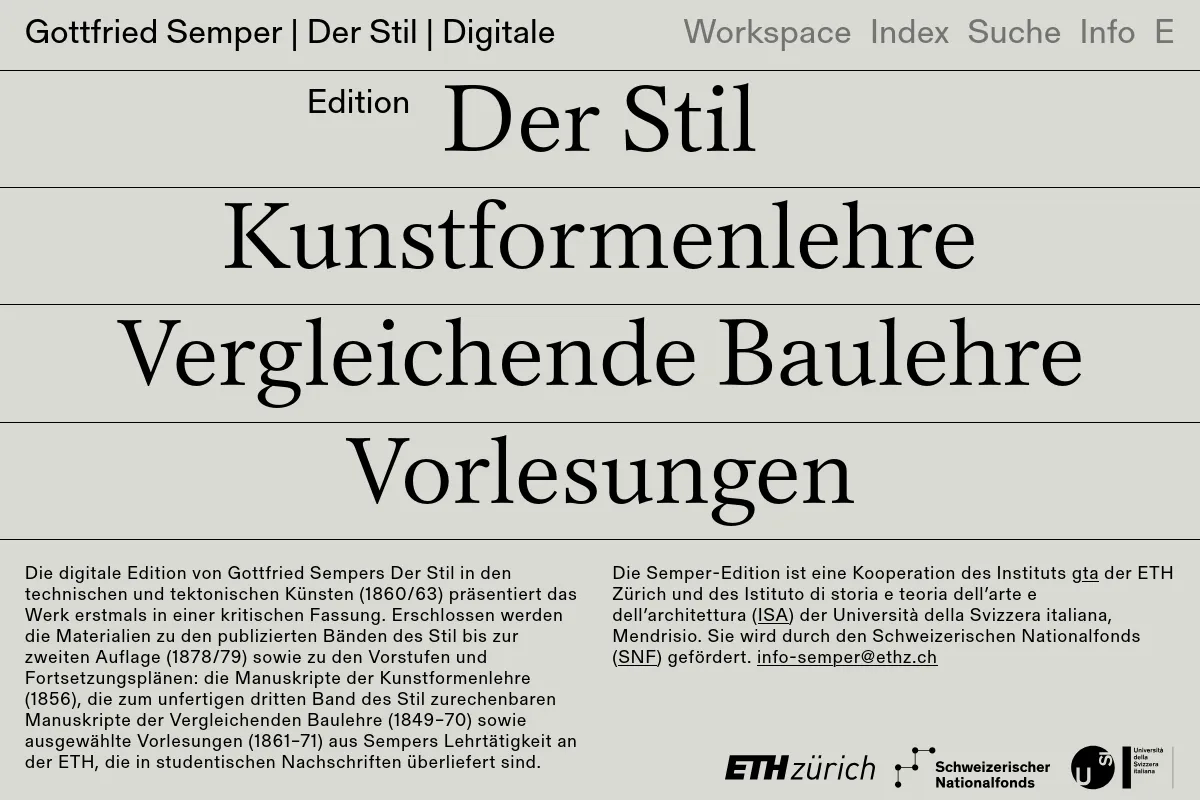 Gottfried Semper | Der Stil | Digitale
Workspace Index Suche Info E
Edition
Der Stil
Kunstformenlehre
Vergleichende Baulehre
Vorlesungen
Die digitale Edition von Gottfried Sempers Der Stil in den
technischen und tektonischen Künsten (1860/63) präsentiert das
Werk erstmals in einer kritischen Fassung. Erschlossen werden
die Materialien zu den publizierten Bänden des Stil bis zur
zweiten Auflage (1878/79) sowie zu den Vorstufen und
Fortsetzungsplänen: die Manuskripte der Kunstformenlehre
(1856), die zum unfertigen dritten Band des Stil zurechenbaren
Manuskripte der Vergleichenden Baulehre (1849–70) sowie
ausgewählte Vorlesungen (1861–71) aus Sempers Lehrtätigkeit an
der ETH, die in studentischen Nachschriften überliefert sind.
Die Semper-Edition ist eine Kooperation des Instituts gta der ETH
Zürich und des Istituto di storia e teoria dell’arte e
dell’architettura (ISA) der Università della Svizzera italiana,
Mendrisio. Sie wird durch den Schweizerischen Nationalfonds
(SNF) gefördert. info-semper@ethz.ch
ETH zürich
Schweizerischer
Nationalfonds
USI
Università
della
Svizzera
italiana